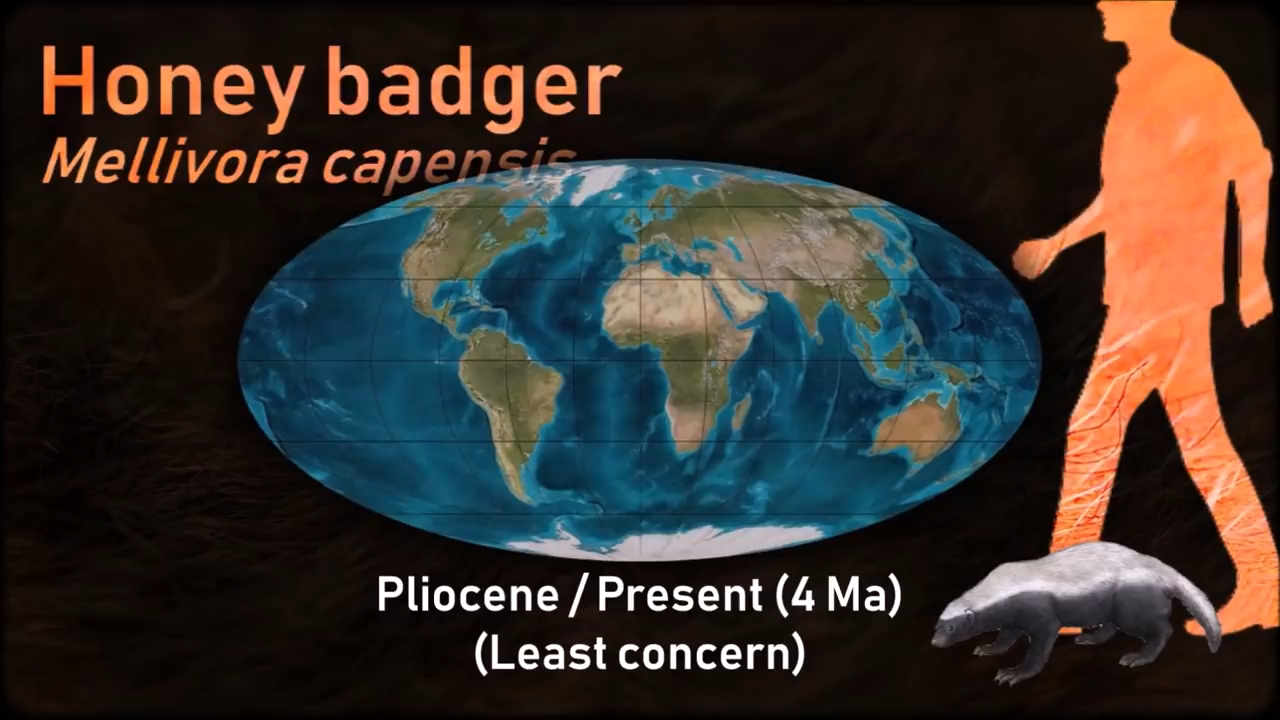 Honey badger
Mellivora capensis
Pliocene / Present (4 Ma)
(Least concern)